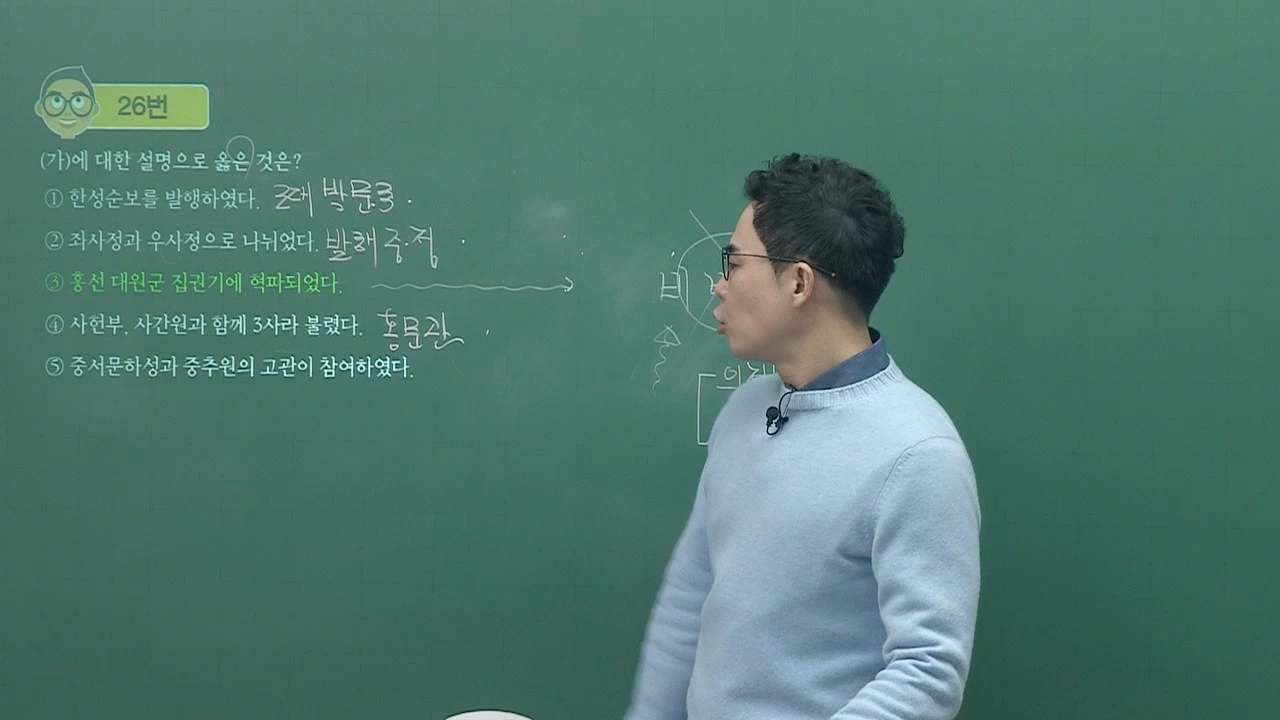 26번
(가)에 대한 설명으로 옳은 것은?
① 한성순보를 발행하였다. 근대 박문국
② 좌사정과 우사정으로 나뉘었다. 발해 중·정
③ 흥선 대원군 집권기에 혁파되었다.
④ 사헌부, 사간원과 함께 3사라 불렸다. 홍문관
⑤ 중서문하성과 중추원의 고관이 참여하였다.
비